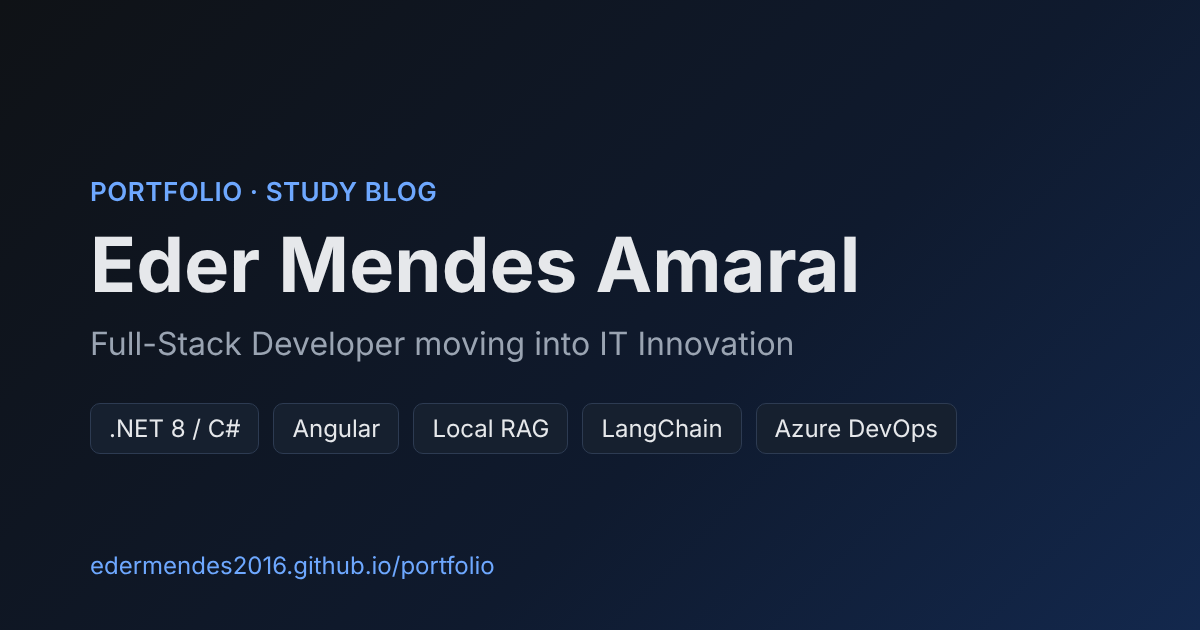 PORTFOLIO · STUDY BLOG
Eder Mendes Amaral
Full-Stack Developer moving into IT Innovation
.NET 8 / C# Angular Local RAG LangChain Azure DevOps
edermendes2016.github.io/portfolio